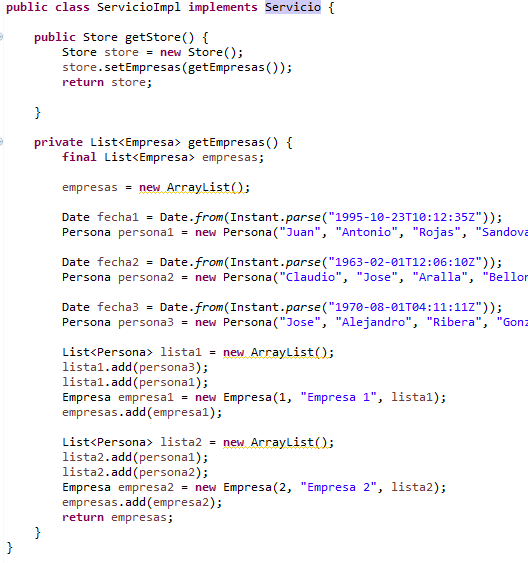 public class ServicioImpl implements Servicio {
public Store getStore() {
Store store = new Store();
store.setEmpresas(getEmpresas());
return store;
}
private List<Empresa> getEmpresas() {
final List<Empresa> empresas;
empresas = new ArrayList();
Date fecha1 = Date.from(Instant.parse("1995-10-23T10:12:35Z"));
Persona persona1 = new Persona("Juan", "Antonio", "Rojas", "Sandova
Date fecha2 = Date.from(Instant.parse("1963-02-01T12:06:10Z"));
Persona persona2 = new Persona("Claudio", "Jose", "Aralla", "Bellon
Date fecha3 = Date.from(Instant.parse("1970-08-01T04:11:11Z"));
Persona persona3 = new Persona("Jose", "Alejandro", "Ribera", "Gonz
List<Persona> lista1 = new ArrayList();
lista1.add(persona3);
lista1.add(persona1);
Empresa empresa1 = new Empresa(1, "Empresa 1", lista1);
empresas.add(empresa1);
List<Persona> lista2 = new ArrayList();
lista2.add(persona1);
lista2.add(persona2);
Empresa empresa2 = new Empresa(2, "Empresa 2", lista2);
empresas.add(empresa2);
return empresas;
}
}